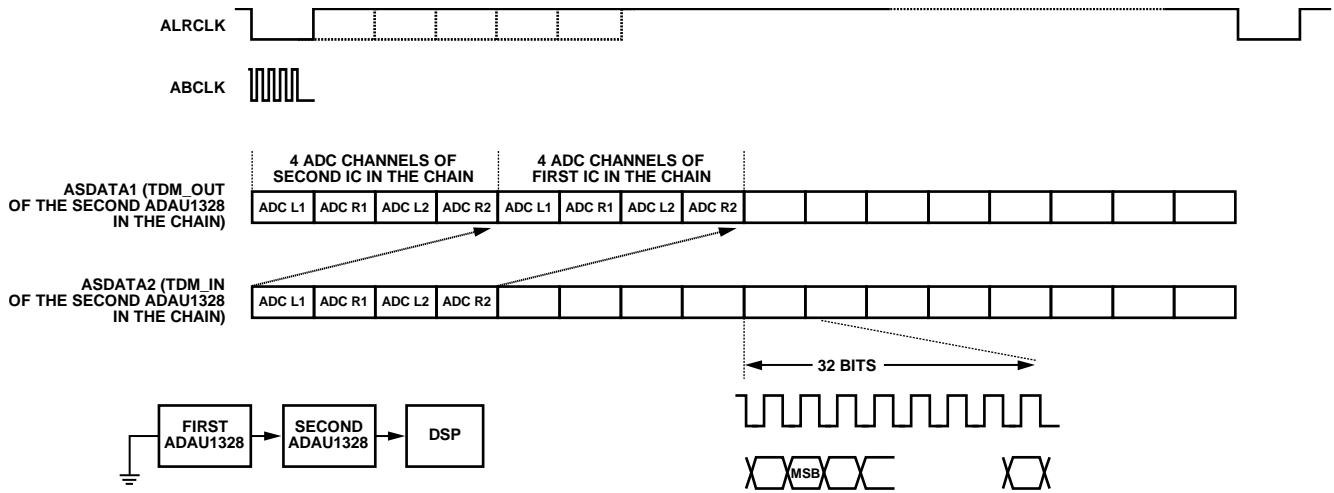 ALRCLK
ABCLK
4 ADC CHANNELS OF
SECOND IC IN THE CHAIN
4 ADC CHANNELS OF
FIRST IC IN THE CHAIN
ASDATA1 (TDM_OUT
OF THE SECOND ADAU1328
IN THE CHAIN)
ADC L1 ADC R1 ADC L2 ADC R2 ADC L1 ADC R1 ADC L2 ADC R2
ASDATA2 (TDM_IN
OF THE SECOND ADAU1328
IN THE CHAIN)
ADC L1 ADC R1 ADC L2 ADC R2
32 BITS
FIRST
ADAU1328
SECOND
ADAU1328
DSP
MSB